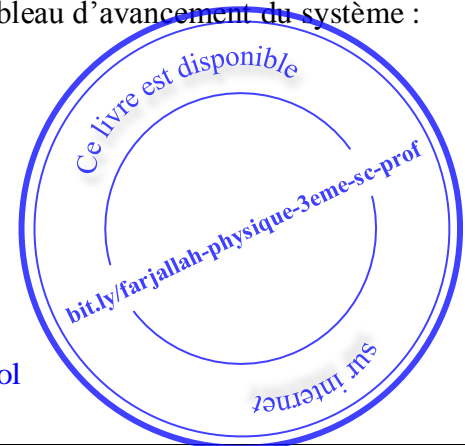 bleau d’avancement du système :
Ce livre est disponible
bit.ly/farjallah-physique-3eme-sc-prof
sur internet
ol